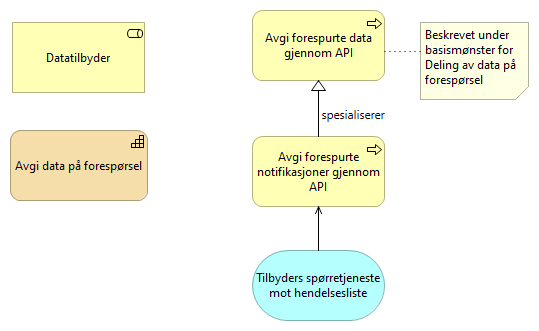 Datatilbyder
Avgi forespurte data
gjennom API
Beskrevet under
basismønster for
Deling av data på
forespørsel
spesialiserer
Avgi data på forespørsel
Avgi forespurte
notifikasjoner gjennom
API
Tilbyders spørretjeneste
mot hendelsesliste